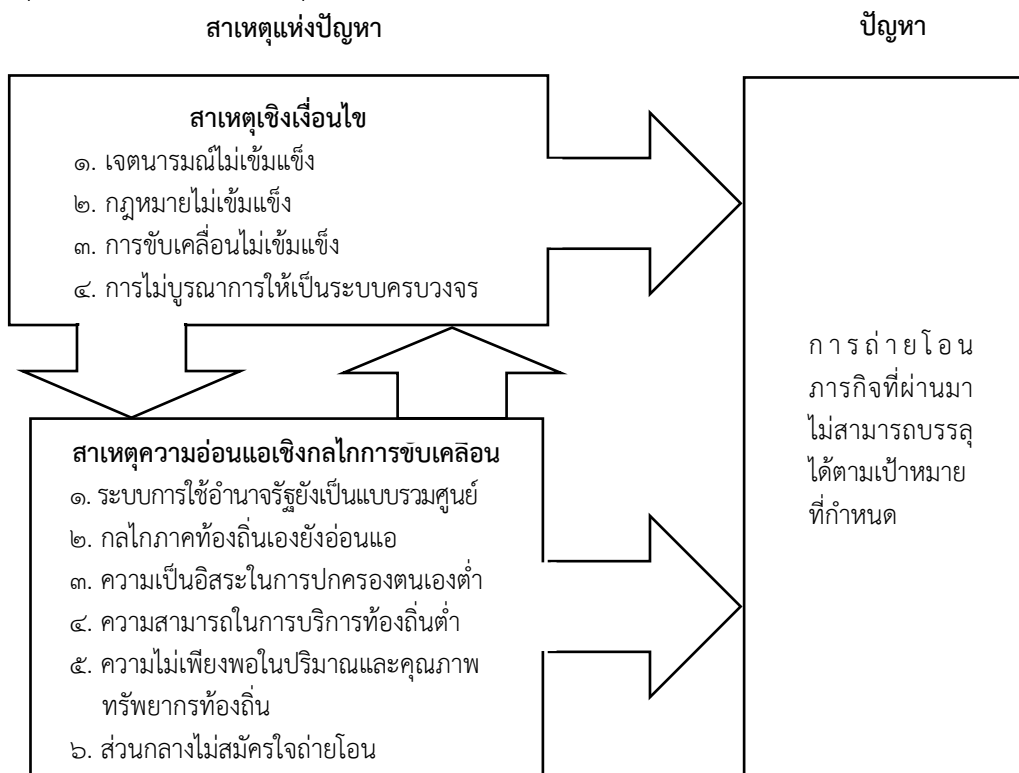 สาเหตุแห่งปัญหา
ปัญหา
สาเหตุเชิงเงื่อนไข
๑. เจตนารมณ์ไม่เข้มแข็ง
๒. กฎหมายไม่เข้มแข็ง
๓. การขับเคลื่อนไม่เข้มแข็ง
๔. การไม่บูรณาการให้เป็นระบบครบวงจร
สาเหตุความอ่อนแอเชิงกลไกการขับเคลื่อน
๑. ระบบการใช้อำนาจรัฐยังเป็นแบบรวมศูนย์
๒. กลไกภาคท้องถิ่นเองยังอ่อนแอ
๓. ความเป็นอิสระในการปกครองตนเองต่ำ
๔. ความสามารถในการบริการท้องถิ่นต่ำ
๕. ความไม่เพียงพอในปริมาณและคุณภาพ
ทรัพยากรท้องถิ่น
๖. ส่วนกลางไม่สมัครใจถ่ายโอน
การถ่ายโอน
ภารกิจที่ผ่านมา
ไม่สามารถบรรลุ
ได้ตามเป้าหมาย
ที่กำหนด